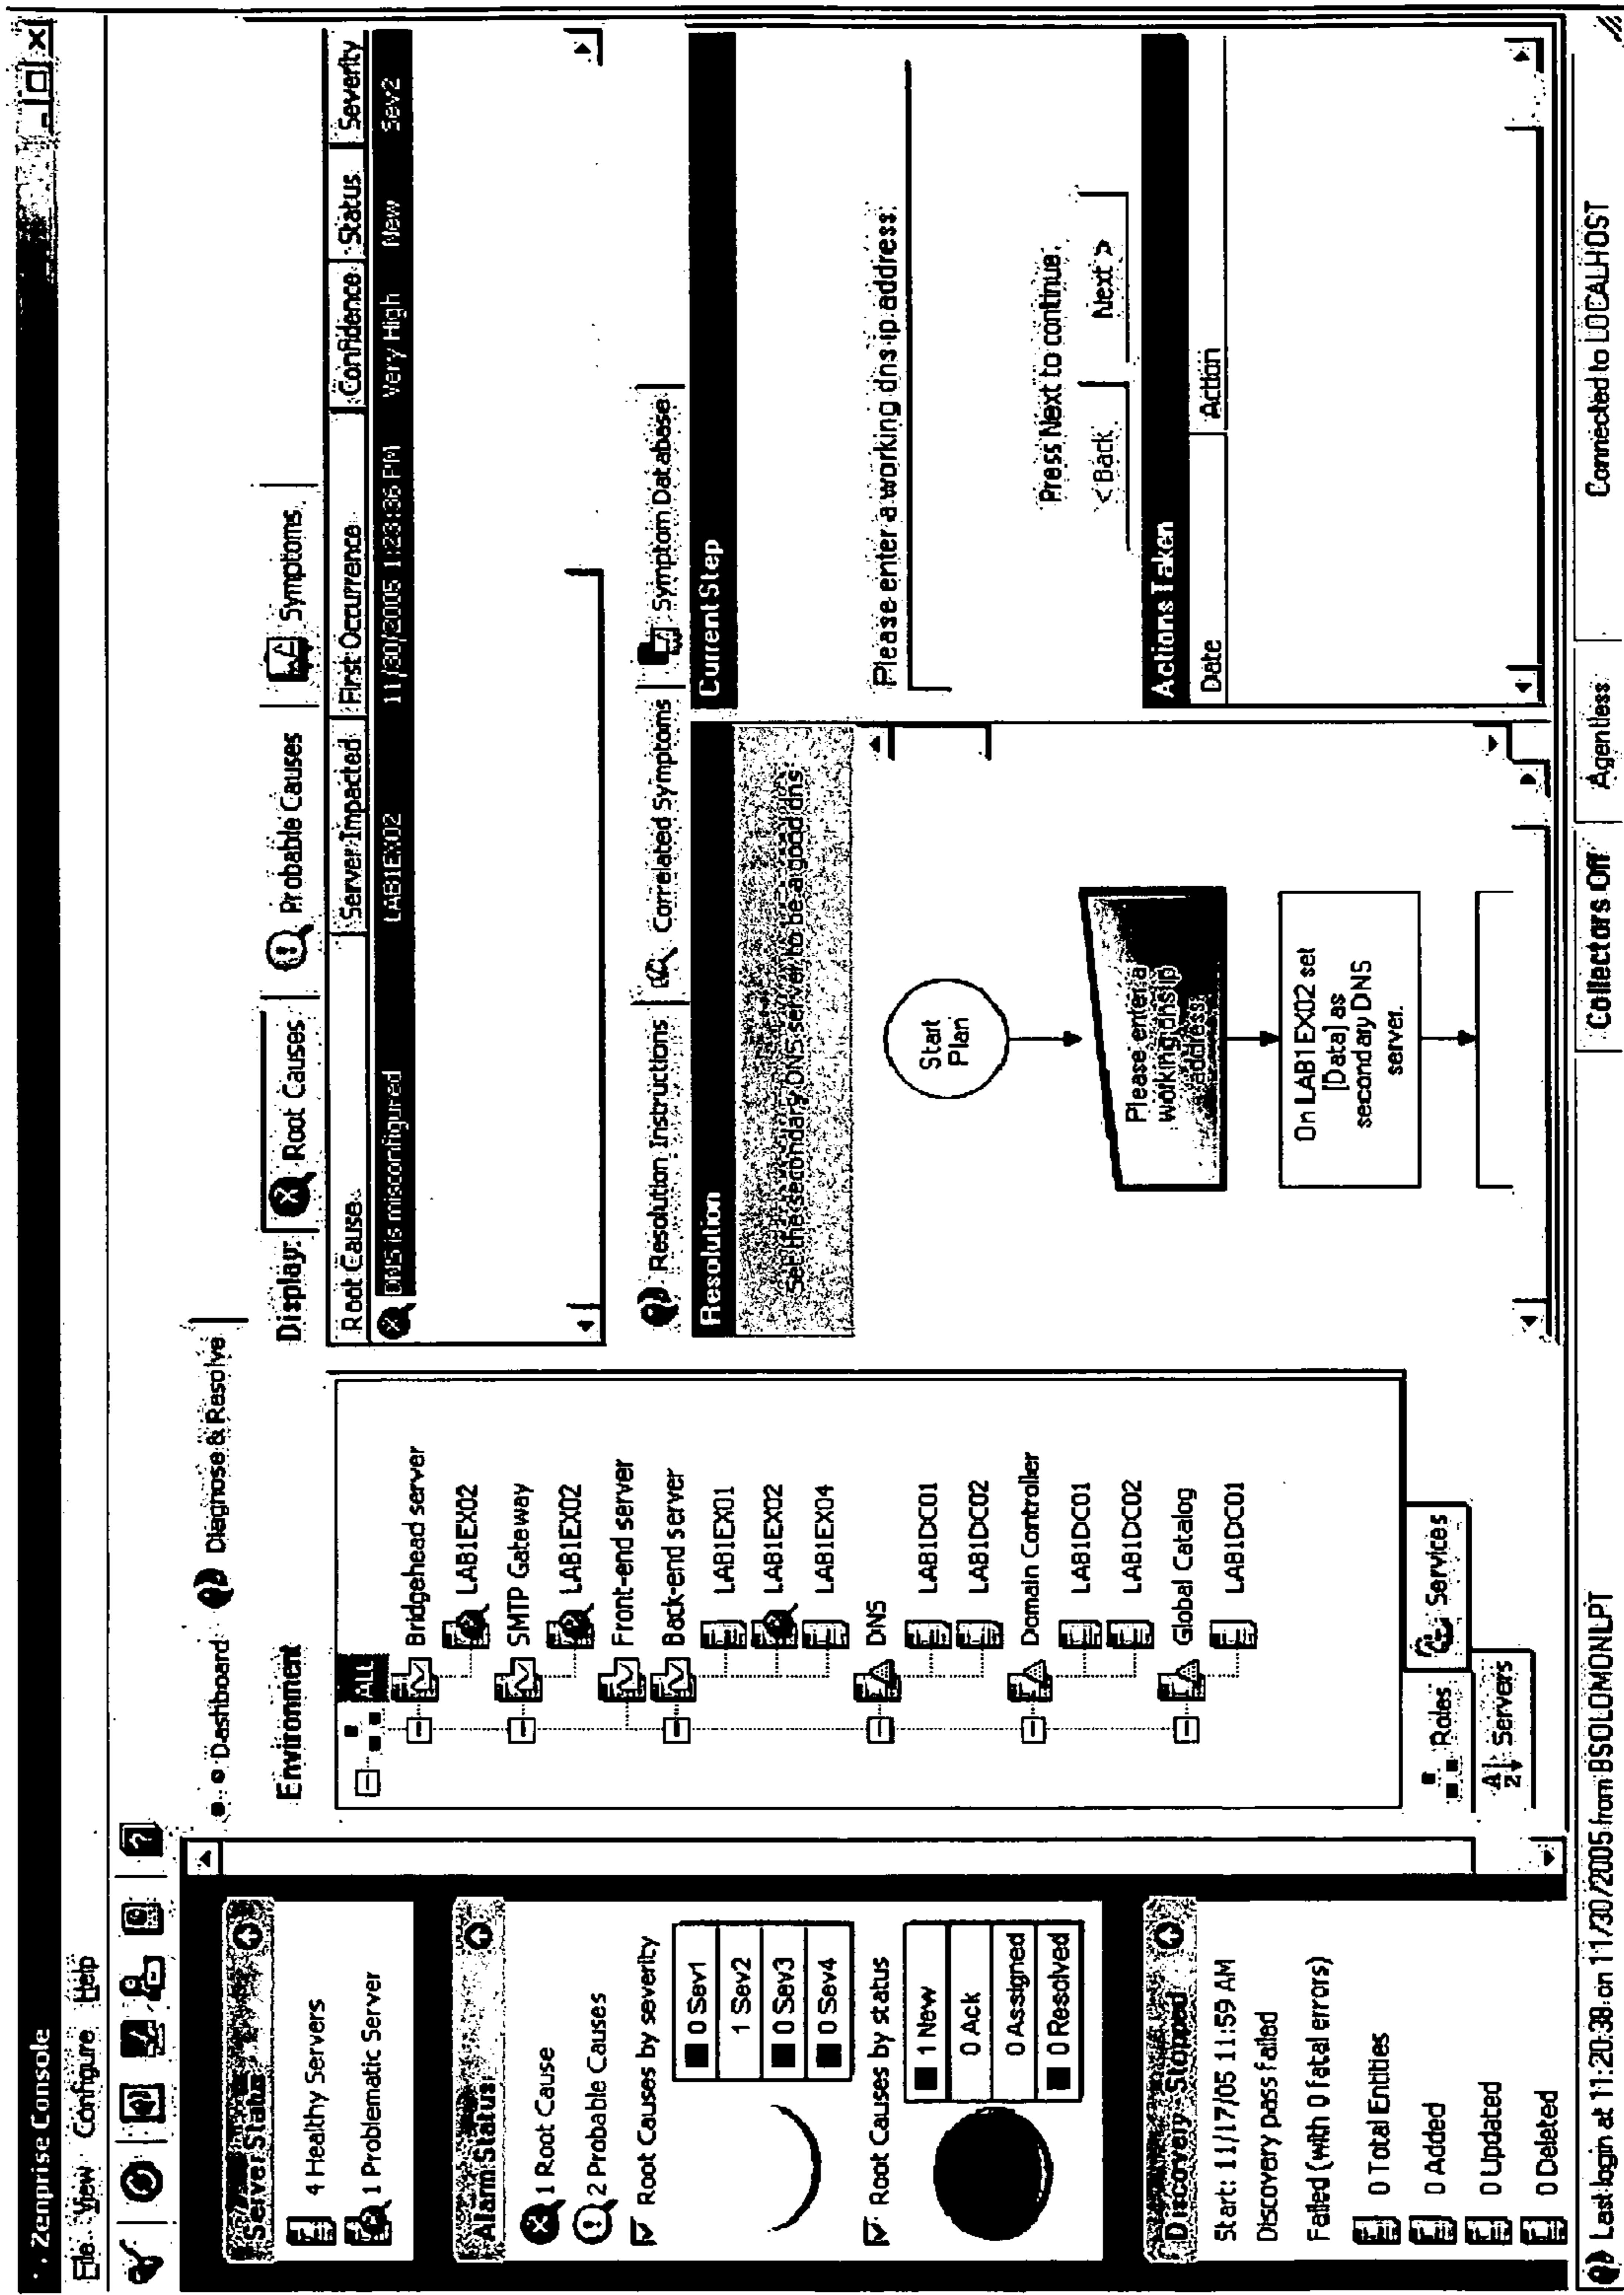 Zenprise Console
File View Configure Help
Server Status
4 Healthy Servers
1 Problematic Server
Alarm Status
1 Root Cause
2 Probable Causes
Root Causes by severity
0 Sev1
1 Sev2
0 Sev3
0 Sev4
Root Causes by status
1 New
0 Ack
0 Assigned
0 Resolved
Discovery - Stopped
Start: 11/17/05 11:59 AM
Discovery pass failed
Failed (with 0 fatal errors)
0 Total Entities
0 Added
0 Updated
0 Deleted
Dashboard
Diagnose & Resolve
Environment
ALL
Bridgehead server
LAB1EX02
SMTP Gateway
LAB1EX02
Front-end server
Back-end server
LAB1EX01
LAB1EX02
LAB1EX04
DNS
LAB1DC01
LAB1DC02
Domain Controller
LAB1DC01
LAB1DC02
Global Catalog
LAB1DC01
Roles
Services
Servers
Display:
Root Causes
Probable Causes
Symptoms
Root Cause Server Impacted First Occurrence Confidence Status Severity
DNS is misconfigured LAB1EX02 11/30/2005 Very High New Sev2
Resolution Instructions
Correlated Symptoms
Symptom Database
Resolution
Set the secondary DNS server to be a good dns.
Start
Plan
Please enter a
working dns ip
address.
On LAB1EX02 set
[Data] as
secondary DNS
server.
Current Step
Please enter a working dns ip address.
Press Next to continue.
< Back
Next >
Actions Taken
Date Action
Last login at 11:20:38 on 11/30/2005 from BSOLOMONLPT
Collectors Off
Agentless
Connected to LOCALHOST